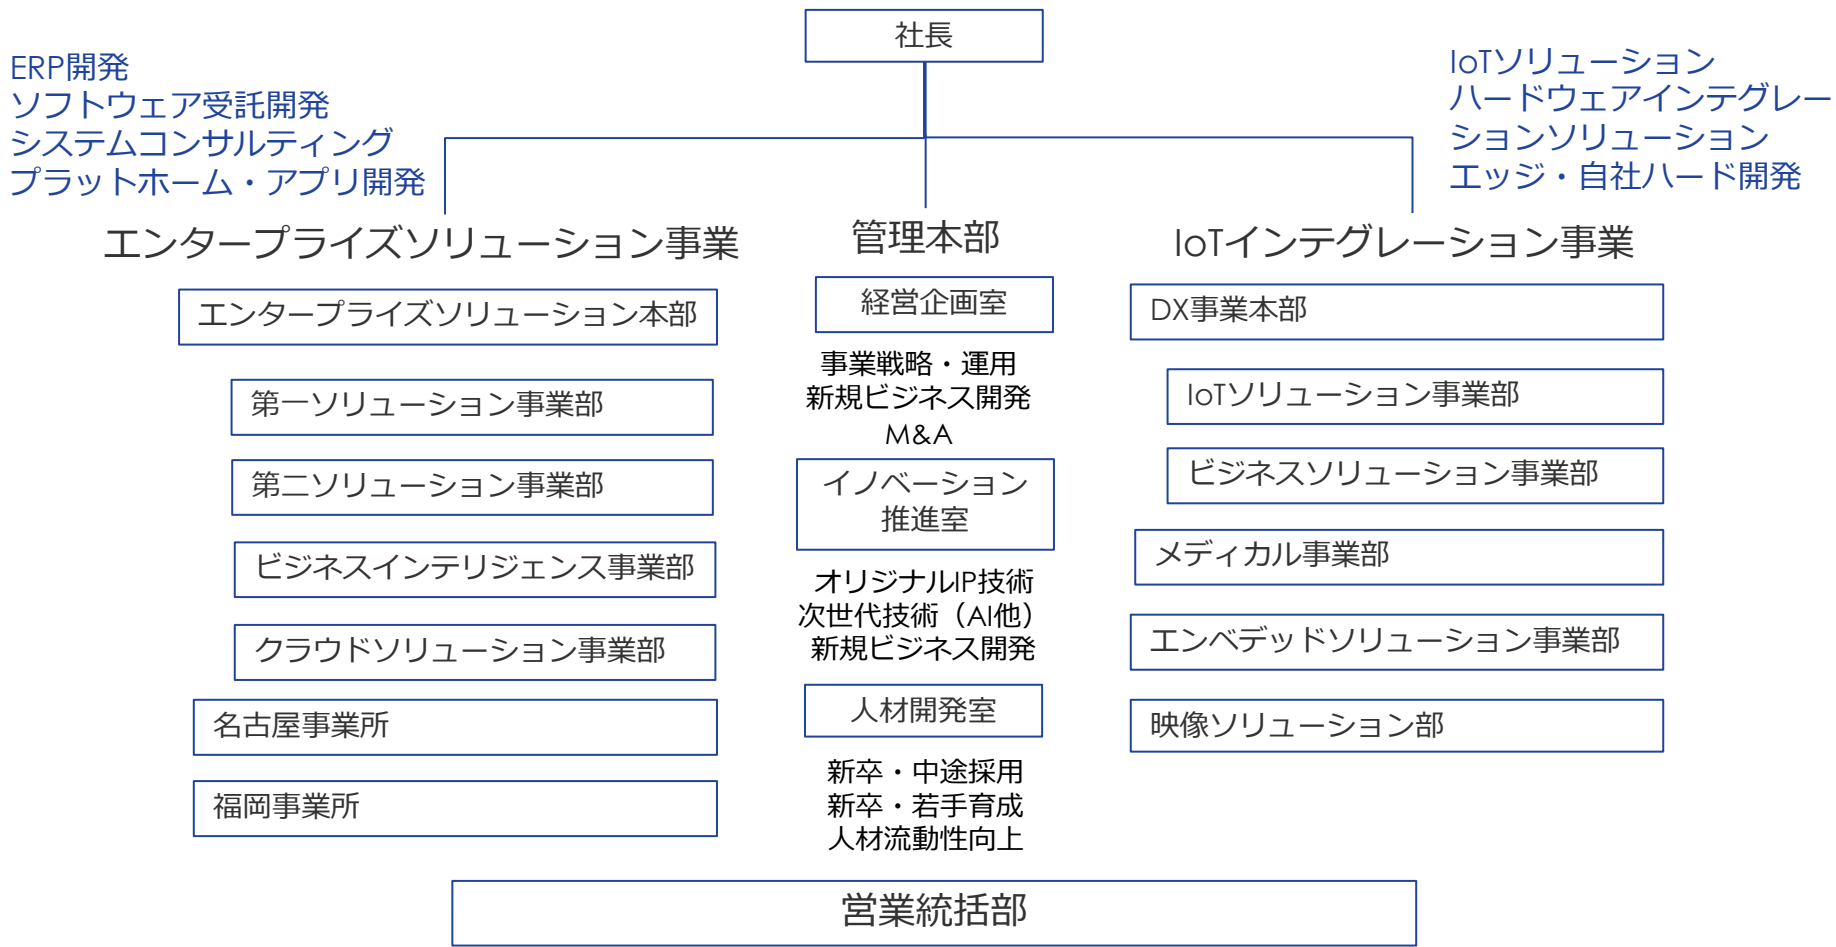 社長
ERP開発
ソフトウェア受託開発
システムコンサルティング
プラットホーム・アプリ開発
IoTソリューション
ハードウェアインテグレー
ションソリューション
エッジ・自社ハード開発
エンタープライズソリューション事業
エンタープライズソリューション本部
第一ソリューション事業部
第二ソリューション事業部
ビジネスインテリジェンス事業部
クラウドソリューション事業部
名古屋事業所
福岡事業所
管理本部
経営企画室
事業戦略・運用
新規ビジネス開発
M&A
イノベーション
推進室
オリジナルIP技術
次世代技術（AI他）
新規ビジネス開発
人材開発室
新卒・中途採用
新卒・若手育成
人材流動性向上
IoTインテグレーション事業
DX事業本部
IoTソリューション事業部
ビジネスソリューション事業部
メディカル事業部
エンベデッドソリューション事業部
映像ソリューション部
営業統括部